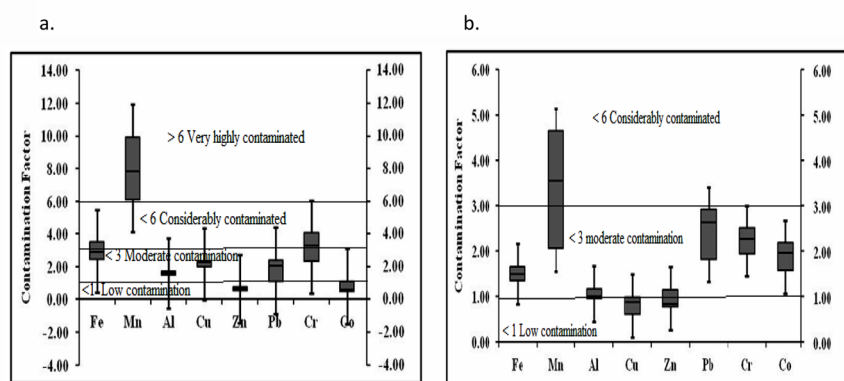 a.
14.00
12.00
10.00
8.00
6.00
4.00
2.00
0.00
-2.00
-4.00
Contamination Factor
> 6 Very highly contaminated
< 6 Considerably contaminated
< 3 Moderate contamination
<1 Low contamination
Fe Mn Al Cu Zn Pb Cr Co
14.00
12.00
10.00
8.00
6.00
4.00
2.00
0.00
-2.00
-4.00
b.
6.00
5.00
4.00
3.00
2.00
1.00
0.00
Contamination Factor
< 6 Considerably contaminated
< 3 moderate contamination
< 1 Low contamination
Fe Mn Al Cu Zn Pb Cr Co
6.00
5.00
4.00
3.00
2.00
1.00
0.00